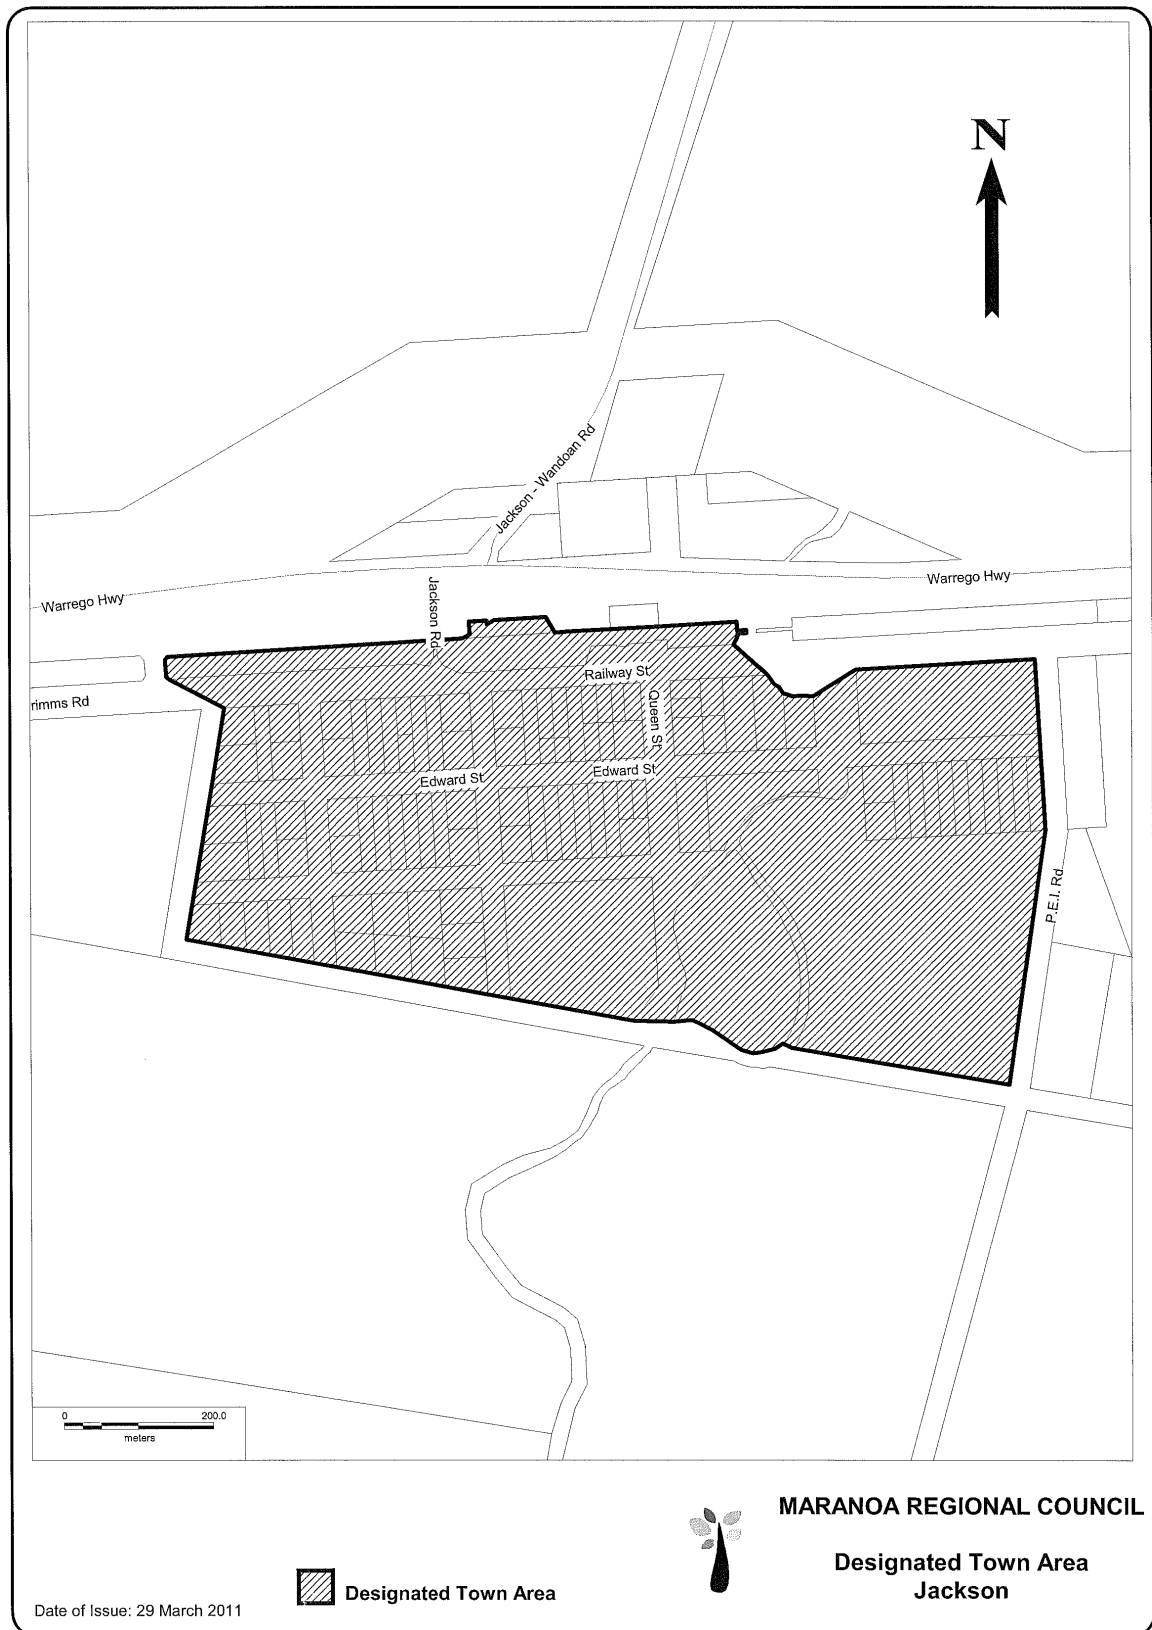 N
Jackson - Wandoan Rd
Warrego Hwy
Warrego Hwy
Jackson Rd
Railway St
rimms Rd
Queen St
Edward St
Edward St
P.E.I. Rd
0 200.0
meters
MARANOA REGIONAL COUNCIL
Designated Town Area
Jackson
Designated Town Area
Date of Issue: 29 March 2011